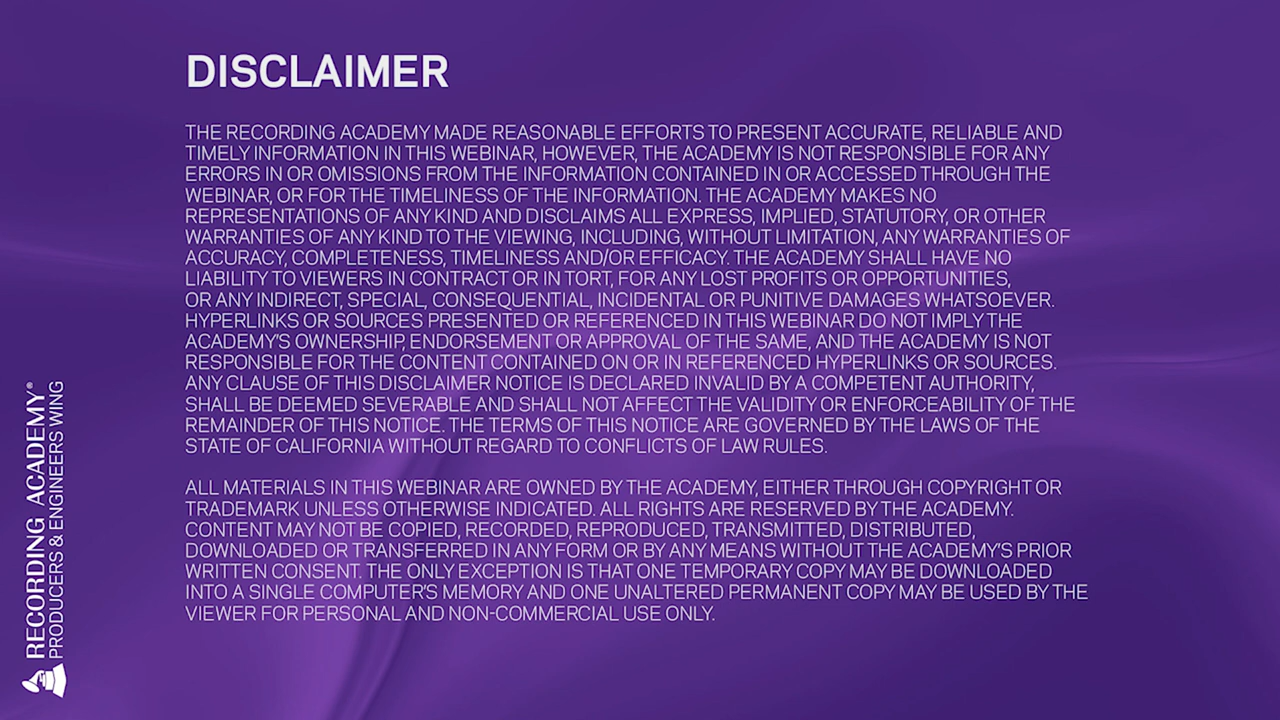 DISCLAIMER
THE RECORDING ACADEMY MADE REASONABLE EFFORTS TO PRESENT ACCURATE, RELIABLE AND
TIMELY INFORMATION IN THIS WEBINAR, HOWEVER, THE ACADEMY IS NOT RESPONSIBLE FOR ANY
ERRORS IN OR OMISSIONS FROM THE INFORMATION CONTAINED IN OR ACCESSED THROUGH THE
WEBINAR, OR FOR THE TIMELINESS OF THE INFORMATION. THE ACADEMY MAKES NO
REPRESENTATIONS OF ANY KIND AND DISCLAIMS ALL EXPRESS, IMPLIED, STATUTORY, OR OTHER
WARRANTIES OF ANY KIND TO THE VIEWING, INCLUDING, WITHOUT LIMITATION, ANY WARRANTIES OF
ACCURACY, COMPLETENESS, TIMELINESS AND/OR EFFICACY. THE ACADEMY SHALL HAVE NO
LIABILITY TO VIEWERS IN CONTRACT OR IN TORT, FOR ANY LOST PROFITS OR OPPORTUNITIES,
OR ANY INDIRECT, SPECIAL, CONSEQUENTIAL, INCIDENTAL OR PUNITIVE DAMAGES WHATSOEVER.
HYPERLINKS OR SOURCES PRESENTED OR REFERENCED IN THIS WEBINAR DO NOT IMPLY THE
ACADEMY'S OWNERSHIP, ENDORSEMENT OR APPROVAL OF THE SAME, AND THE ACADEMY IS NOT
RESPONSIBLE FOR THE CONTENT CONTAINED ON OR IN REFERENCED HYPERLINKS OR SOURCES.
ANY CLAUSE OF THIS DISCLAIMER NOTICE IS DECLARED INVALID BY A COMPETENT AUTHORITY,
SHALL BE DEEMED SEVERABLE AND SHALL NOT AFFECT THE VALIDITY OR ENFORCEABILITY OF THE
REMAINDER OF THIS NOTICE. THE TERMS OF THIS NOTICE ARE GOVERNED BY THE LAWS OF THE
STATE OF CALIFORNIA WITHOUT REGARD TO CONFLICTS OF LAW RULES.
ALL MATERIALS IN THIS WEBINAR ARE OWNED BY THE ACADEMY, EITHER THROUGH COPYRIGHT OR
TRADEMARK UNLESS OTHERWISE INDICATED. ALL RIGHTS ARE RESERVED BY THE ACADEMY.
CONTENT MAY NOT BE COPIED, RECORDED, REPRODUCED, TRANSMITTED, DISTRIBUTED,
DOWNLOADED OR TRANSFERRED IN ANY FORM OR BY ANY MEANS WITHOUT THE ACADEMY'S PRIOR
WRITTEN CONSENT. THE ONLY EXCEPTION IS THAT ONE TEMPORARY COPY MAY BE DOWNLOADED
INTO A SINGLE COMPUTER'S MEMORY AND ONE UNALTERED PERMANENT COPY MAY BE USED BY THE
VIEWER FOR PERSONAL AND NON-COMMERCIAL USE ONLY.
RECORDING ACADEMY®
PRODUCERS & ENGINEERS WING